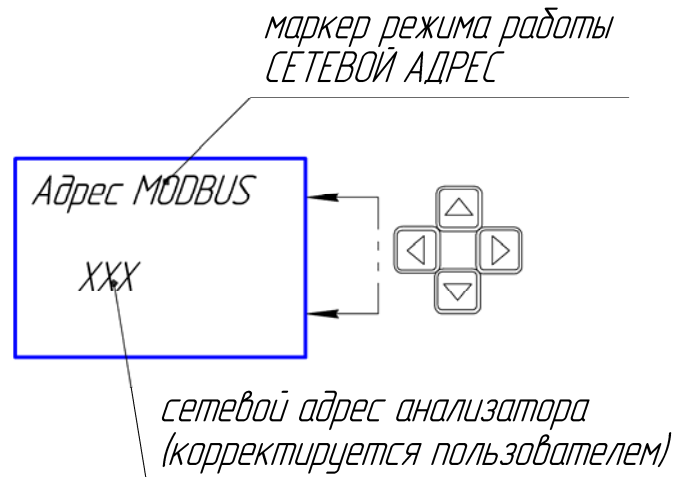 маркер режима работы
СЕТЕВОЙ АДРЕС
Адрес MODBUS
XXX
сетевой адрес анализатора
(корректируется пользователем)